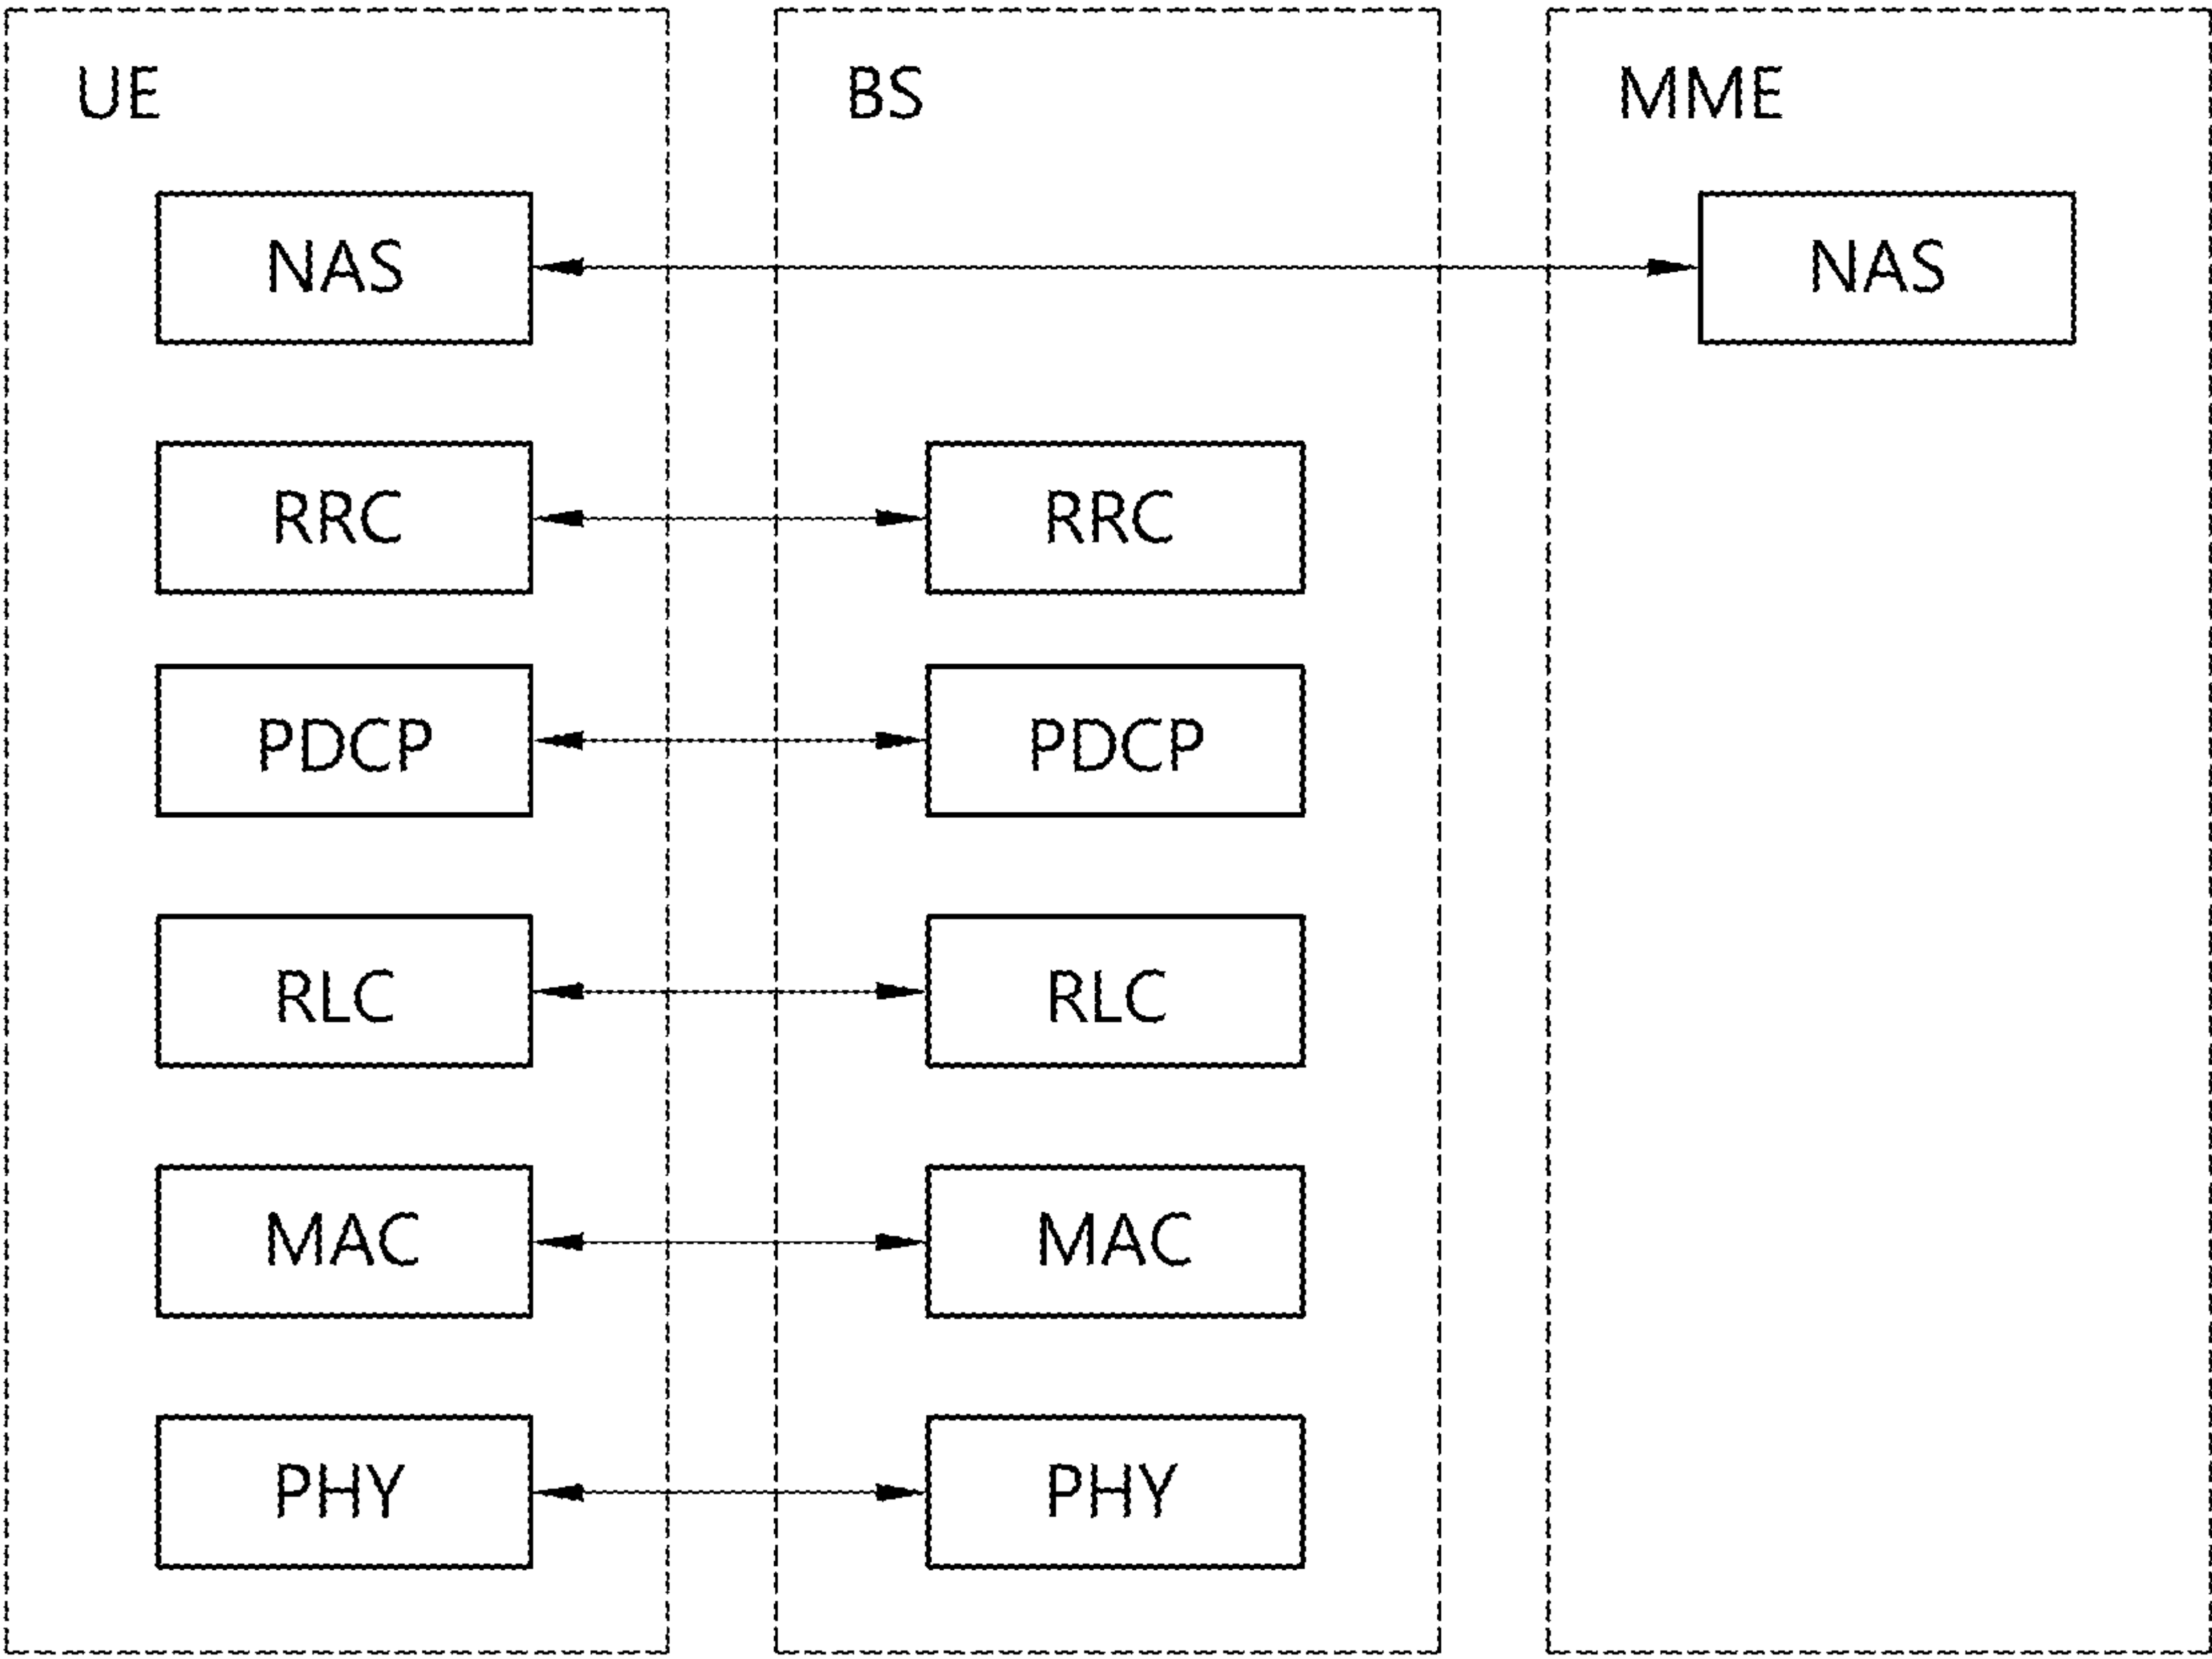 UE BS MME
NAS NAS
RRC RRC
PDCP PDCP
RLC RLC
MAC MAC
PHY PHY